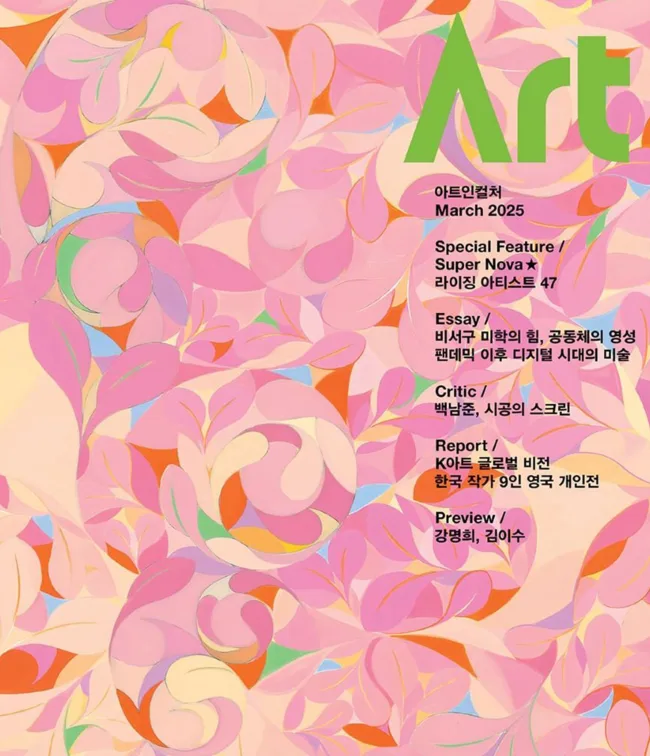 Art
아트인컬처
March 2025
Special Feature /
Super Nova★
라이징 아티스트 47
Essay /
비서구 미학의 힘, 공동체의 영성
팬데믹 이후 디지털 시대의 미술
Critic /
백남준, 시공의 스크린
Report /
K아트 글로벌 비전
한국 작가 9인 영국 개인전
Preview /
강명희, 김이수